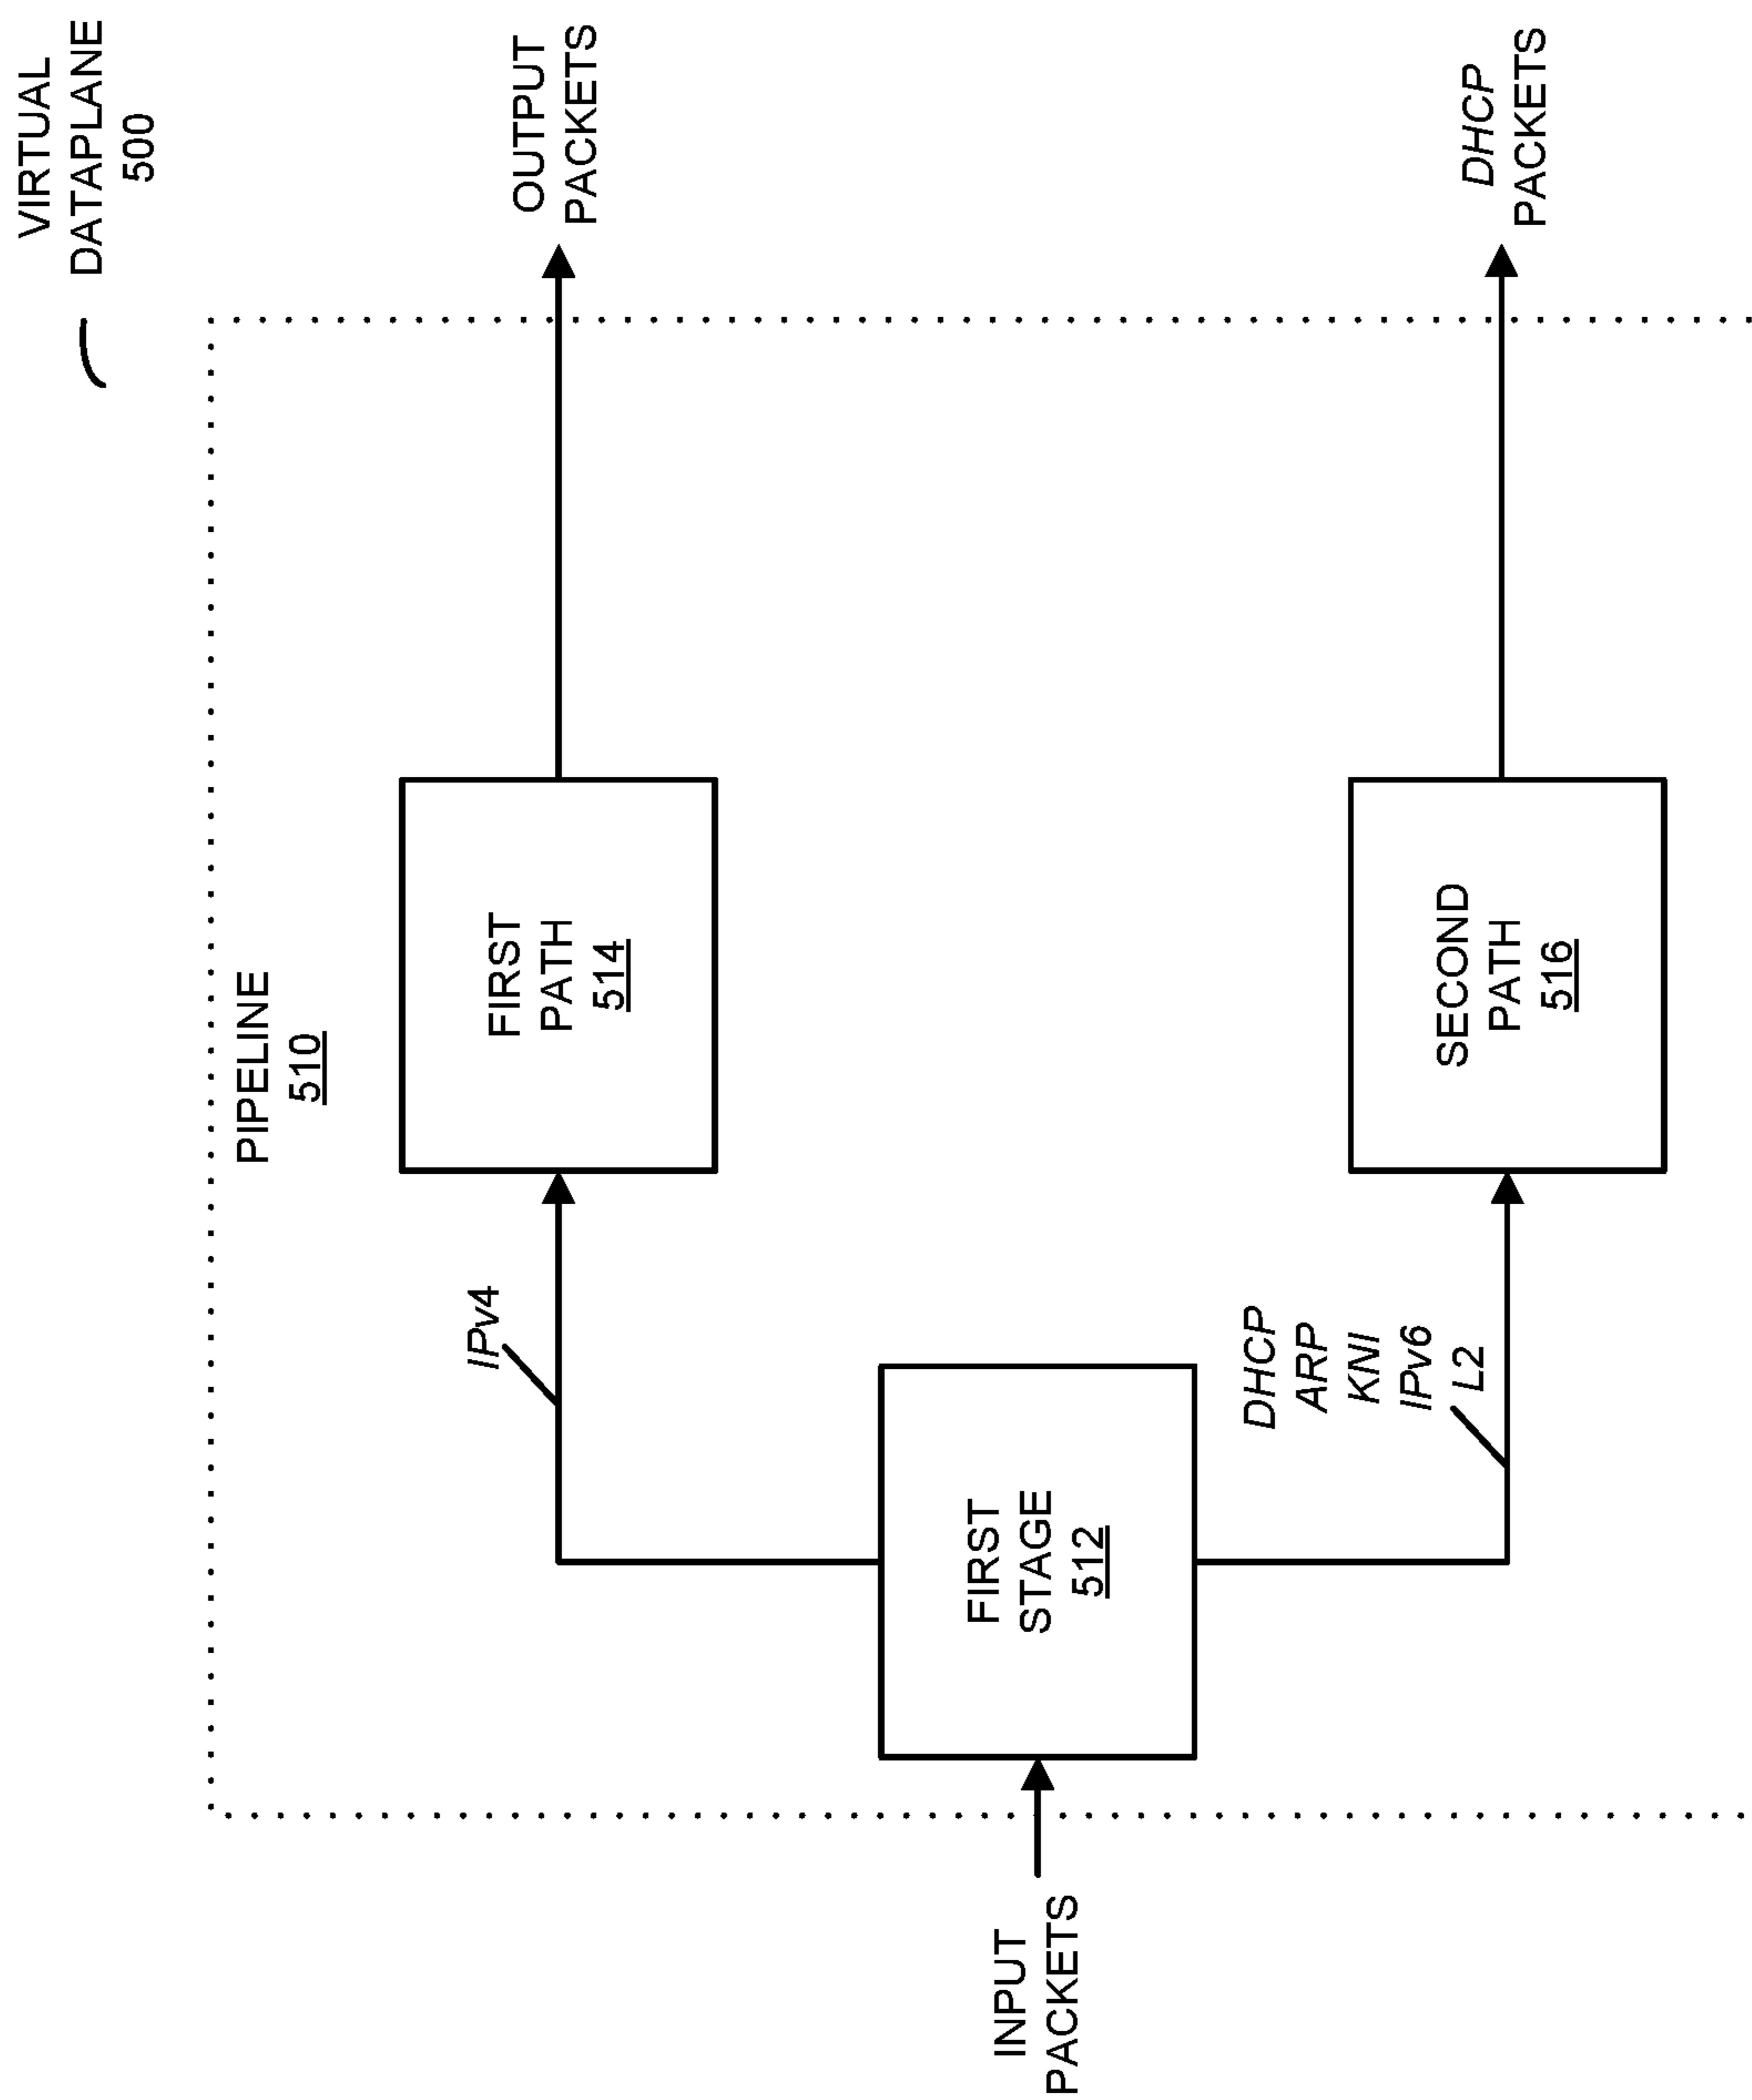 VIRTUAL
DATAPLANE
500
PIPELINE
510
INPUT
PACKETS
FIRST
STAGE
512
IPv4
FIRST
PATH
514
OUTPUT
PACKETS
DHCP
ARP
KNI
IPv6
L2
SECOND
PATH
516
DHCP
PACKETS